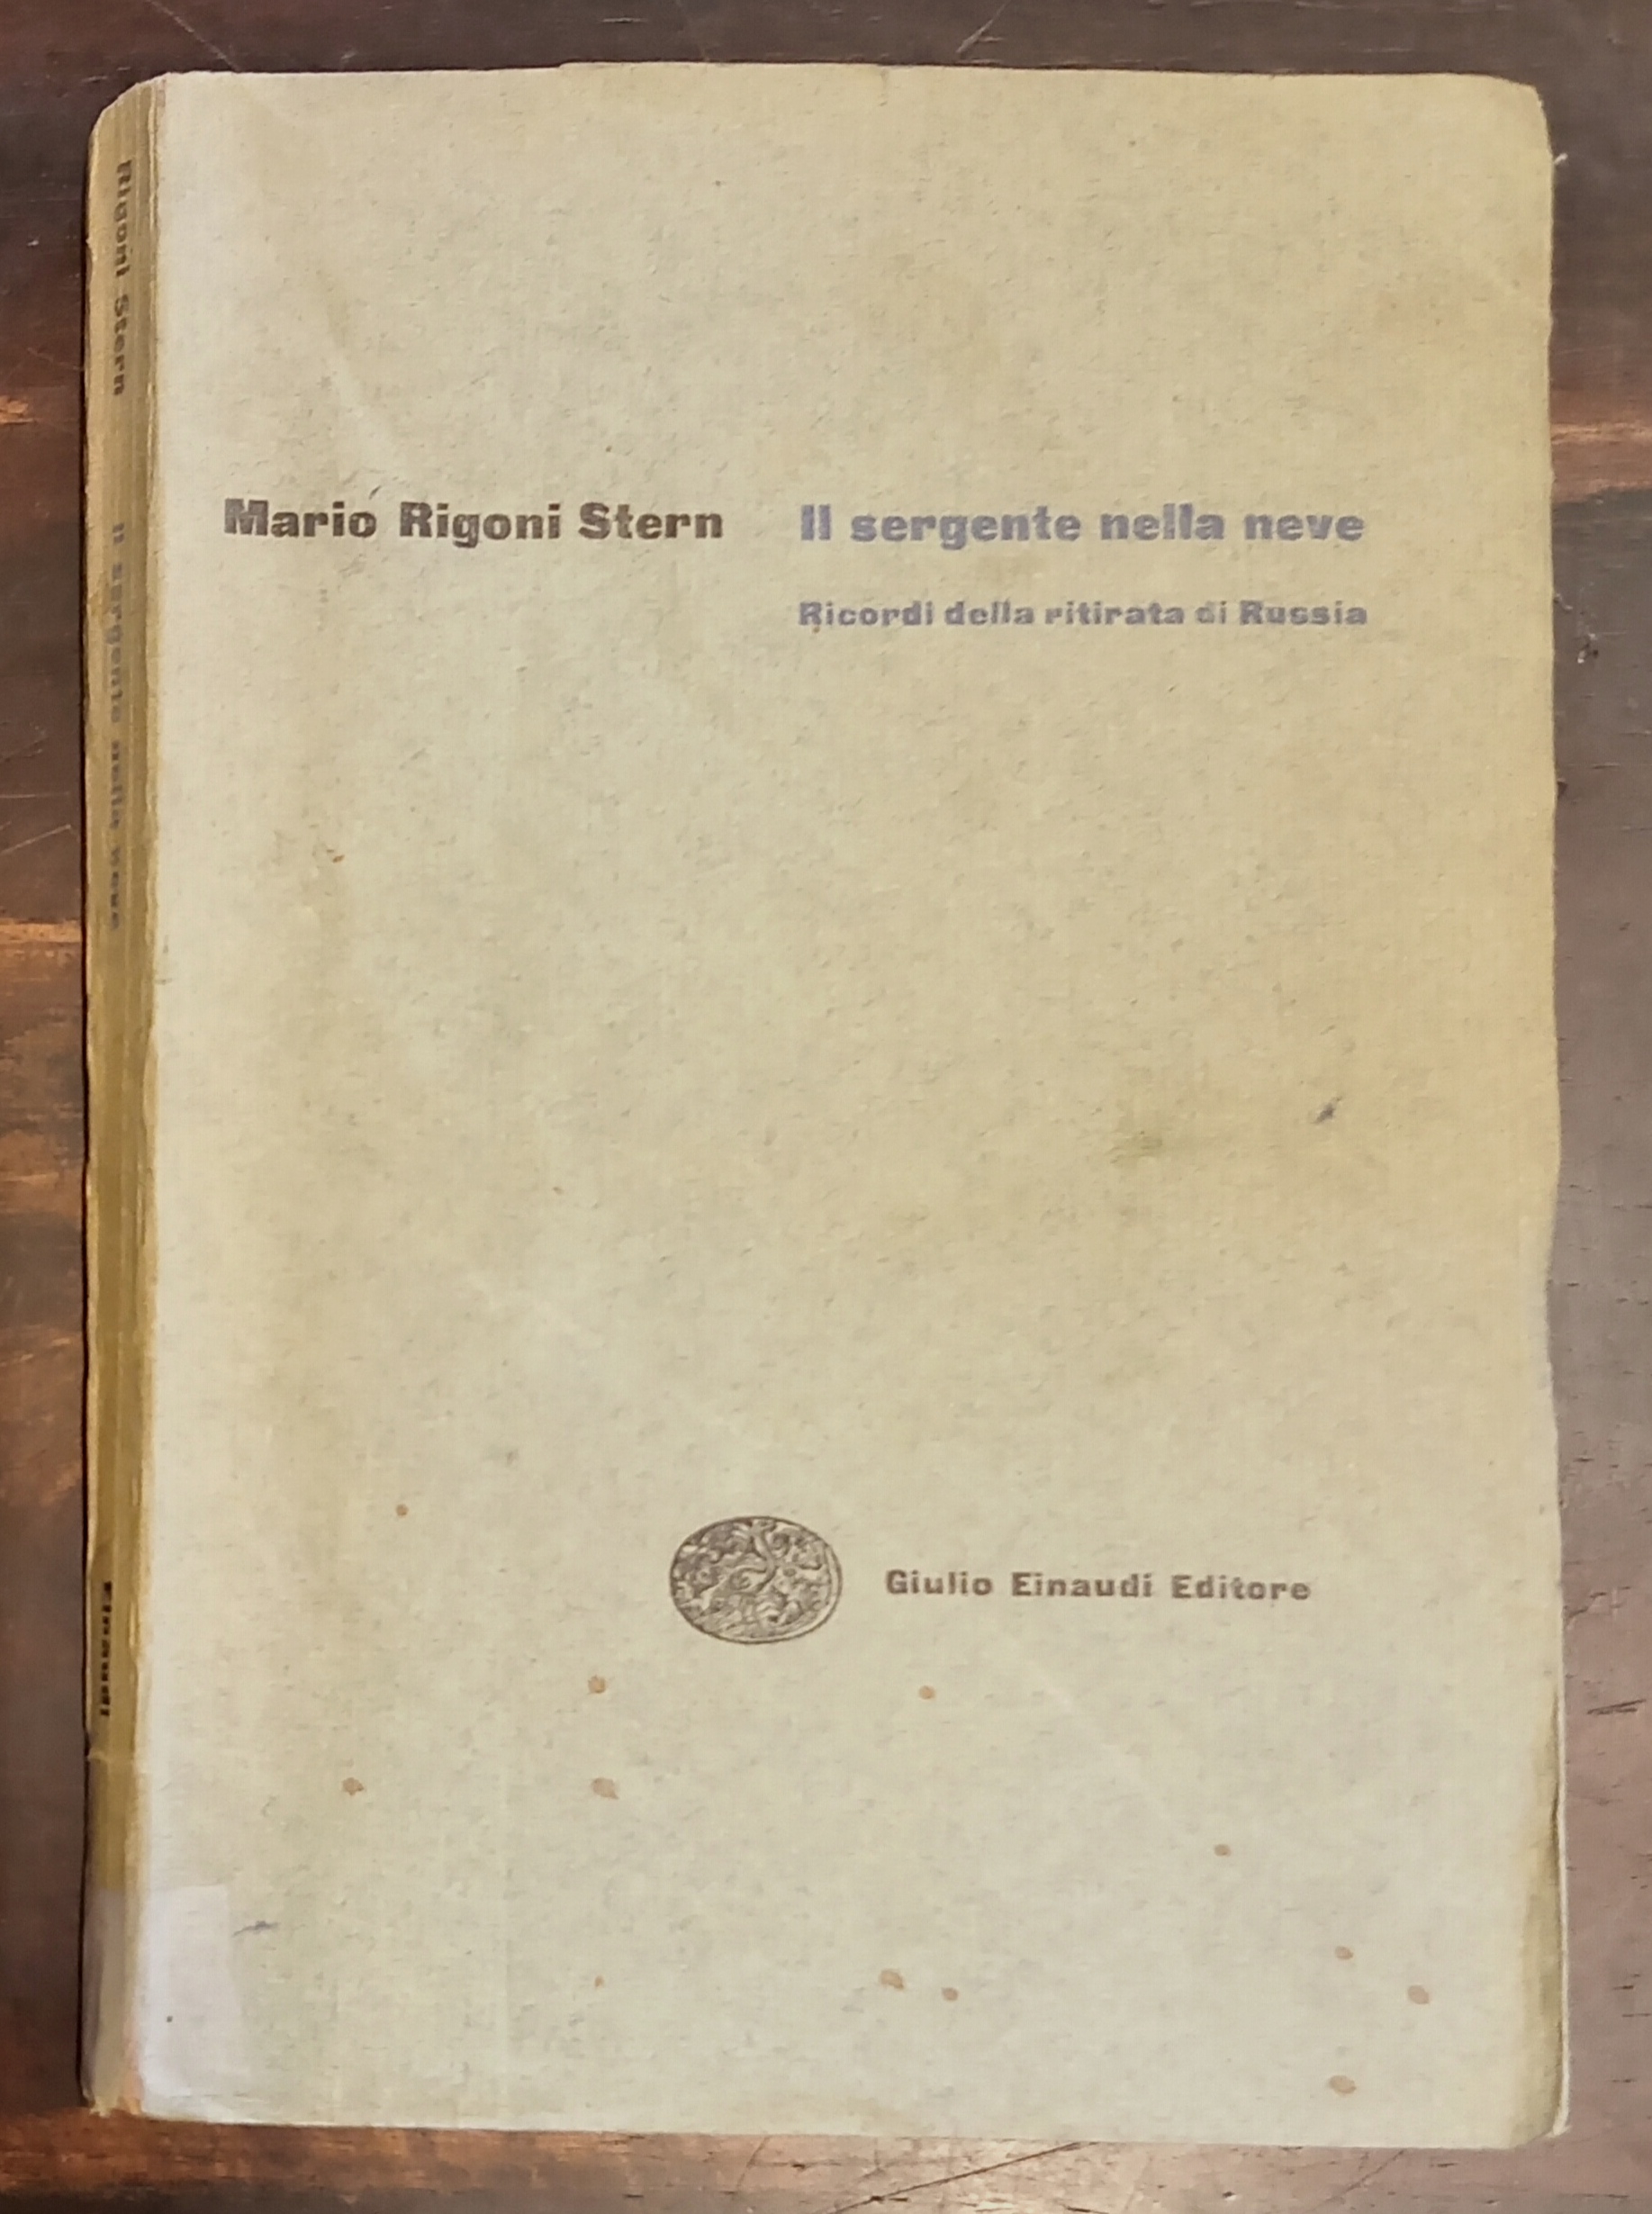 Mario Rigoni Stern Il sergente nella neve
Ricordi della ritirata di Russia
Giulio Einaudi Editore
Rigoni Stern Il sergente nella neve Einaudi